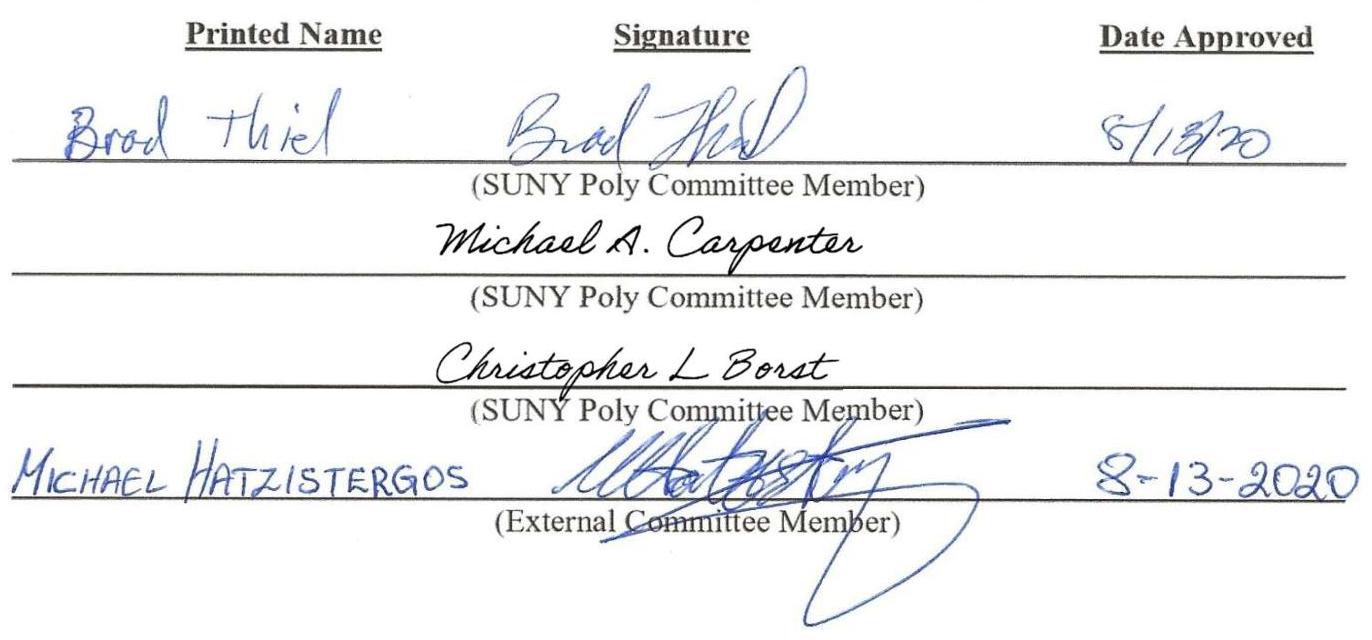 Printed Name Signature Date Approved
Brad Thiel Brad Thiel 8/13/20
(SUNY Poly Committee Member)
Michael A. Carpenter
(SUNY Poly Committee Member)
Christopher L Borst
(SUNY Poly Committee Member)
MICHAEL HATZISTERGOS 8-13-2020
(External Committee Member)